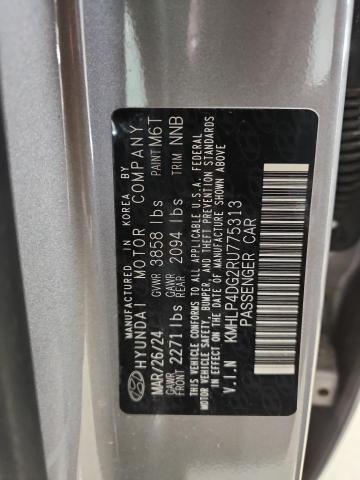 MANUFACTURED IN KOREA BY
HYUNDAI MOTOR COMPANY
MAR/26/24 GVWR 3858 lbs PAINT M6T
GAWR FRONT 2271 lbs GAWR REAR 2094 lbs TRIM NNB
THIS VEHICLE CONFORMS TO ALL APPLICABLE U.S.A. FEDERAL
MOTOR VEHICLE SAFETY, BUMPER, AND THEFT PREVENTION STANDARDS
IN EFFECT ON THE DATE OF MANUFACTURE SHOWN ABOVE
V.I.N KMHLP4DG2RU775313
PASSENGER CAR